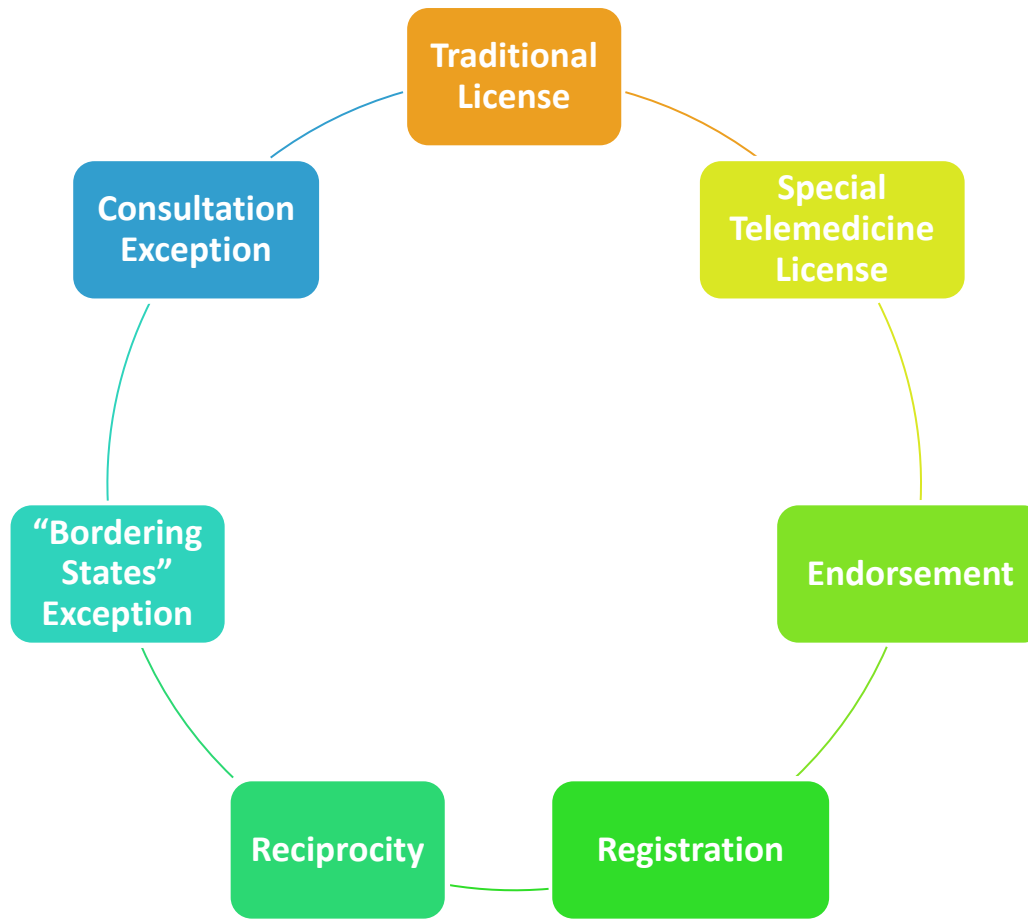 Traditional
License
Special
Telemedicine
License
Endorsement
Registration
Reciprocity
“Bordering
States”
Exception
Consultation
Exception